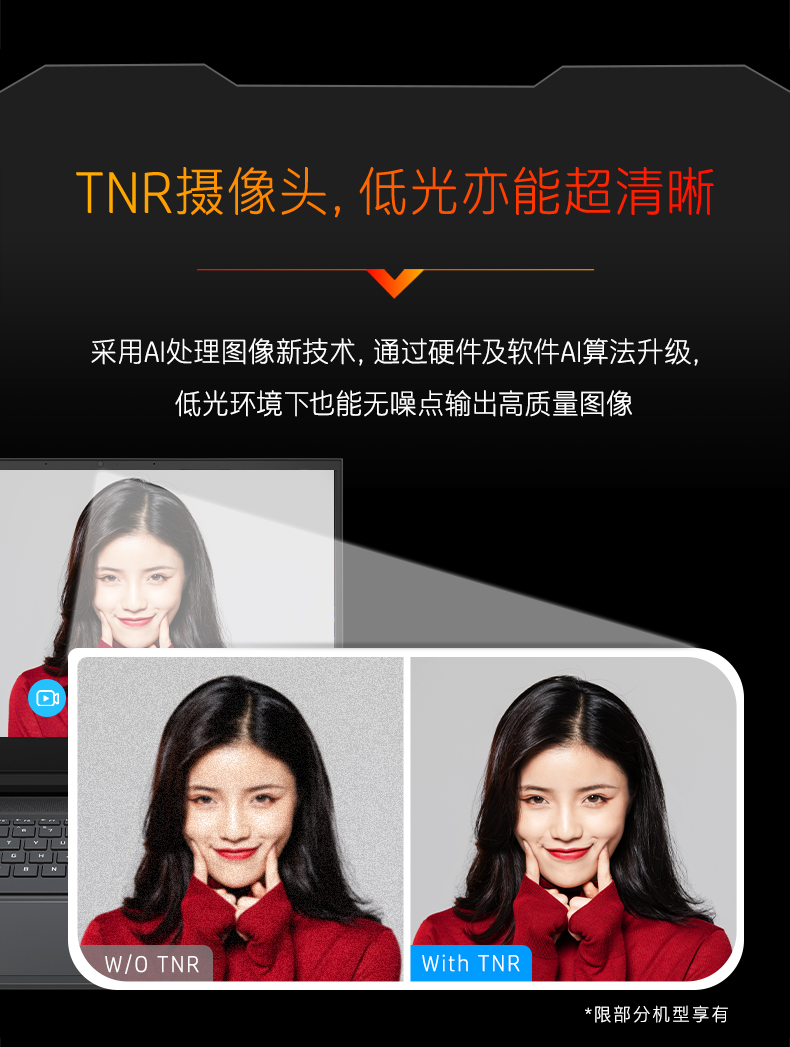 TNR摄像头, 低光亦能超清晰
采用AI处理图像新技术, 通过硬件及软件AI算法升级,
低光环境下也能无噪点输出高质量图像
W/O TNR
With TNR
*限部分机型享有